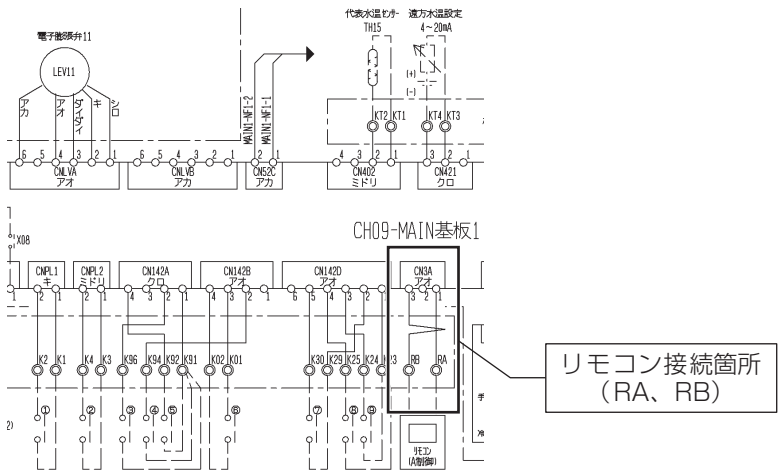 代表水温センサー 遠方水温設定
TH15 4~20mA
電子膨張弁11
LEV11
(+)
(-)
アカ アオ ダイダイ キ シロ
MAIN1-NF1-2
MAIN1-NF1-1
KT2 KT1 KT4 KT3
6 5 4 3 2 1 6 5 4 3 2 1 2 1 4 3 2 1 3 2 1
CNLVA CNLVB CN52C CN402 CN421
アオ アカ アカ ミドリ クロ
X08
CH09-MAIN基板1
CNPL1 CNPL2 CN142A CN142B CN142D CN3A
キ ミドリ クロ アオ アオ アオ
1 2 1 2 1 4 3 2 1 4 3 2 1 6 5 4 3 2 1 3 2 1
K2 K1 K4 K3 K96 K94 K92 K91 K02 K01 K30 K29 K25 K24 K23 RB RA
リモコン接続箇所
(RA、RB)
① ② ③ ④ ⑤ ⑥ ⑦ ⑧ ⑨
2)
リモコン
(A制御)